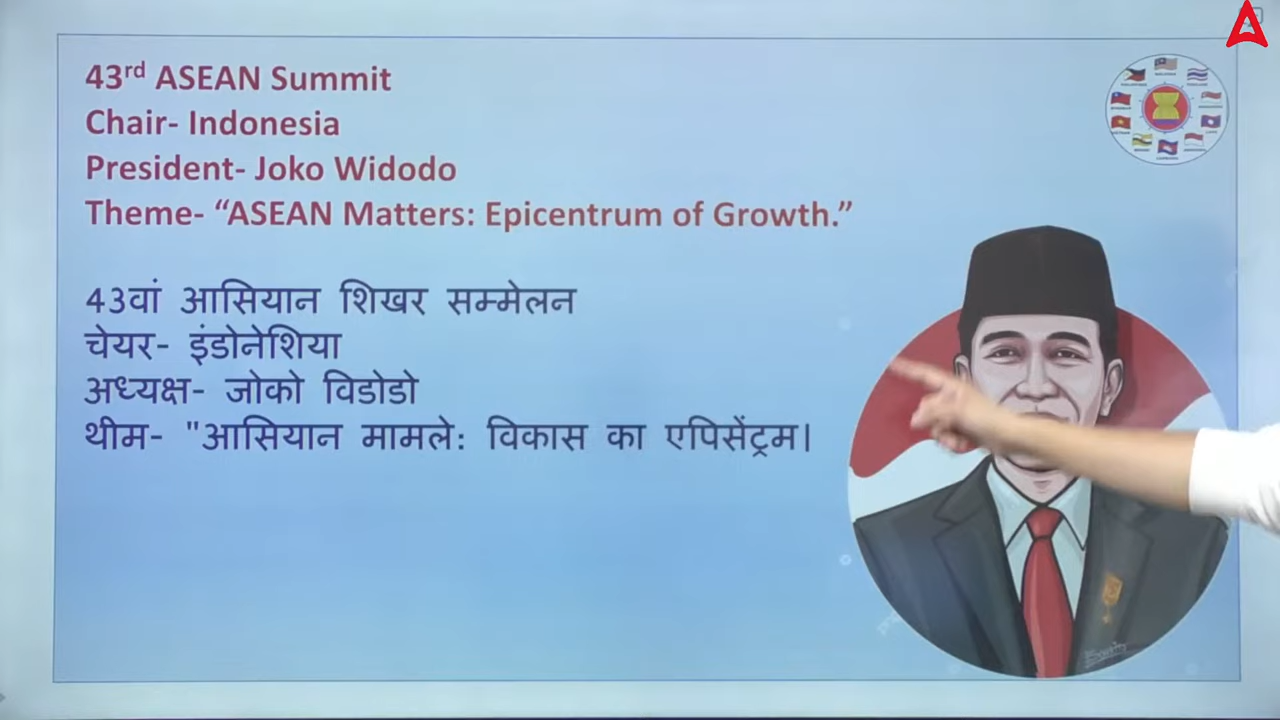 43rd ASEAN Summit
Chair- Indonesia
President- Joko Widodo
Theme- “ASEAN Matters: Epicentrum of Growth.”
43वां आसियान शिखर सम्मेलन
चेयर- इंडोनेशिया
अध्यक्ष- जोको विडोडो
थीम- "आसियान मामले: विकास का एपिसेंट्रम।